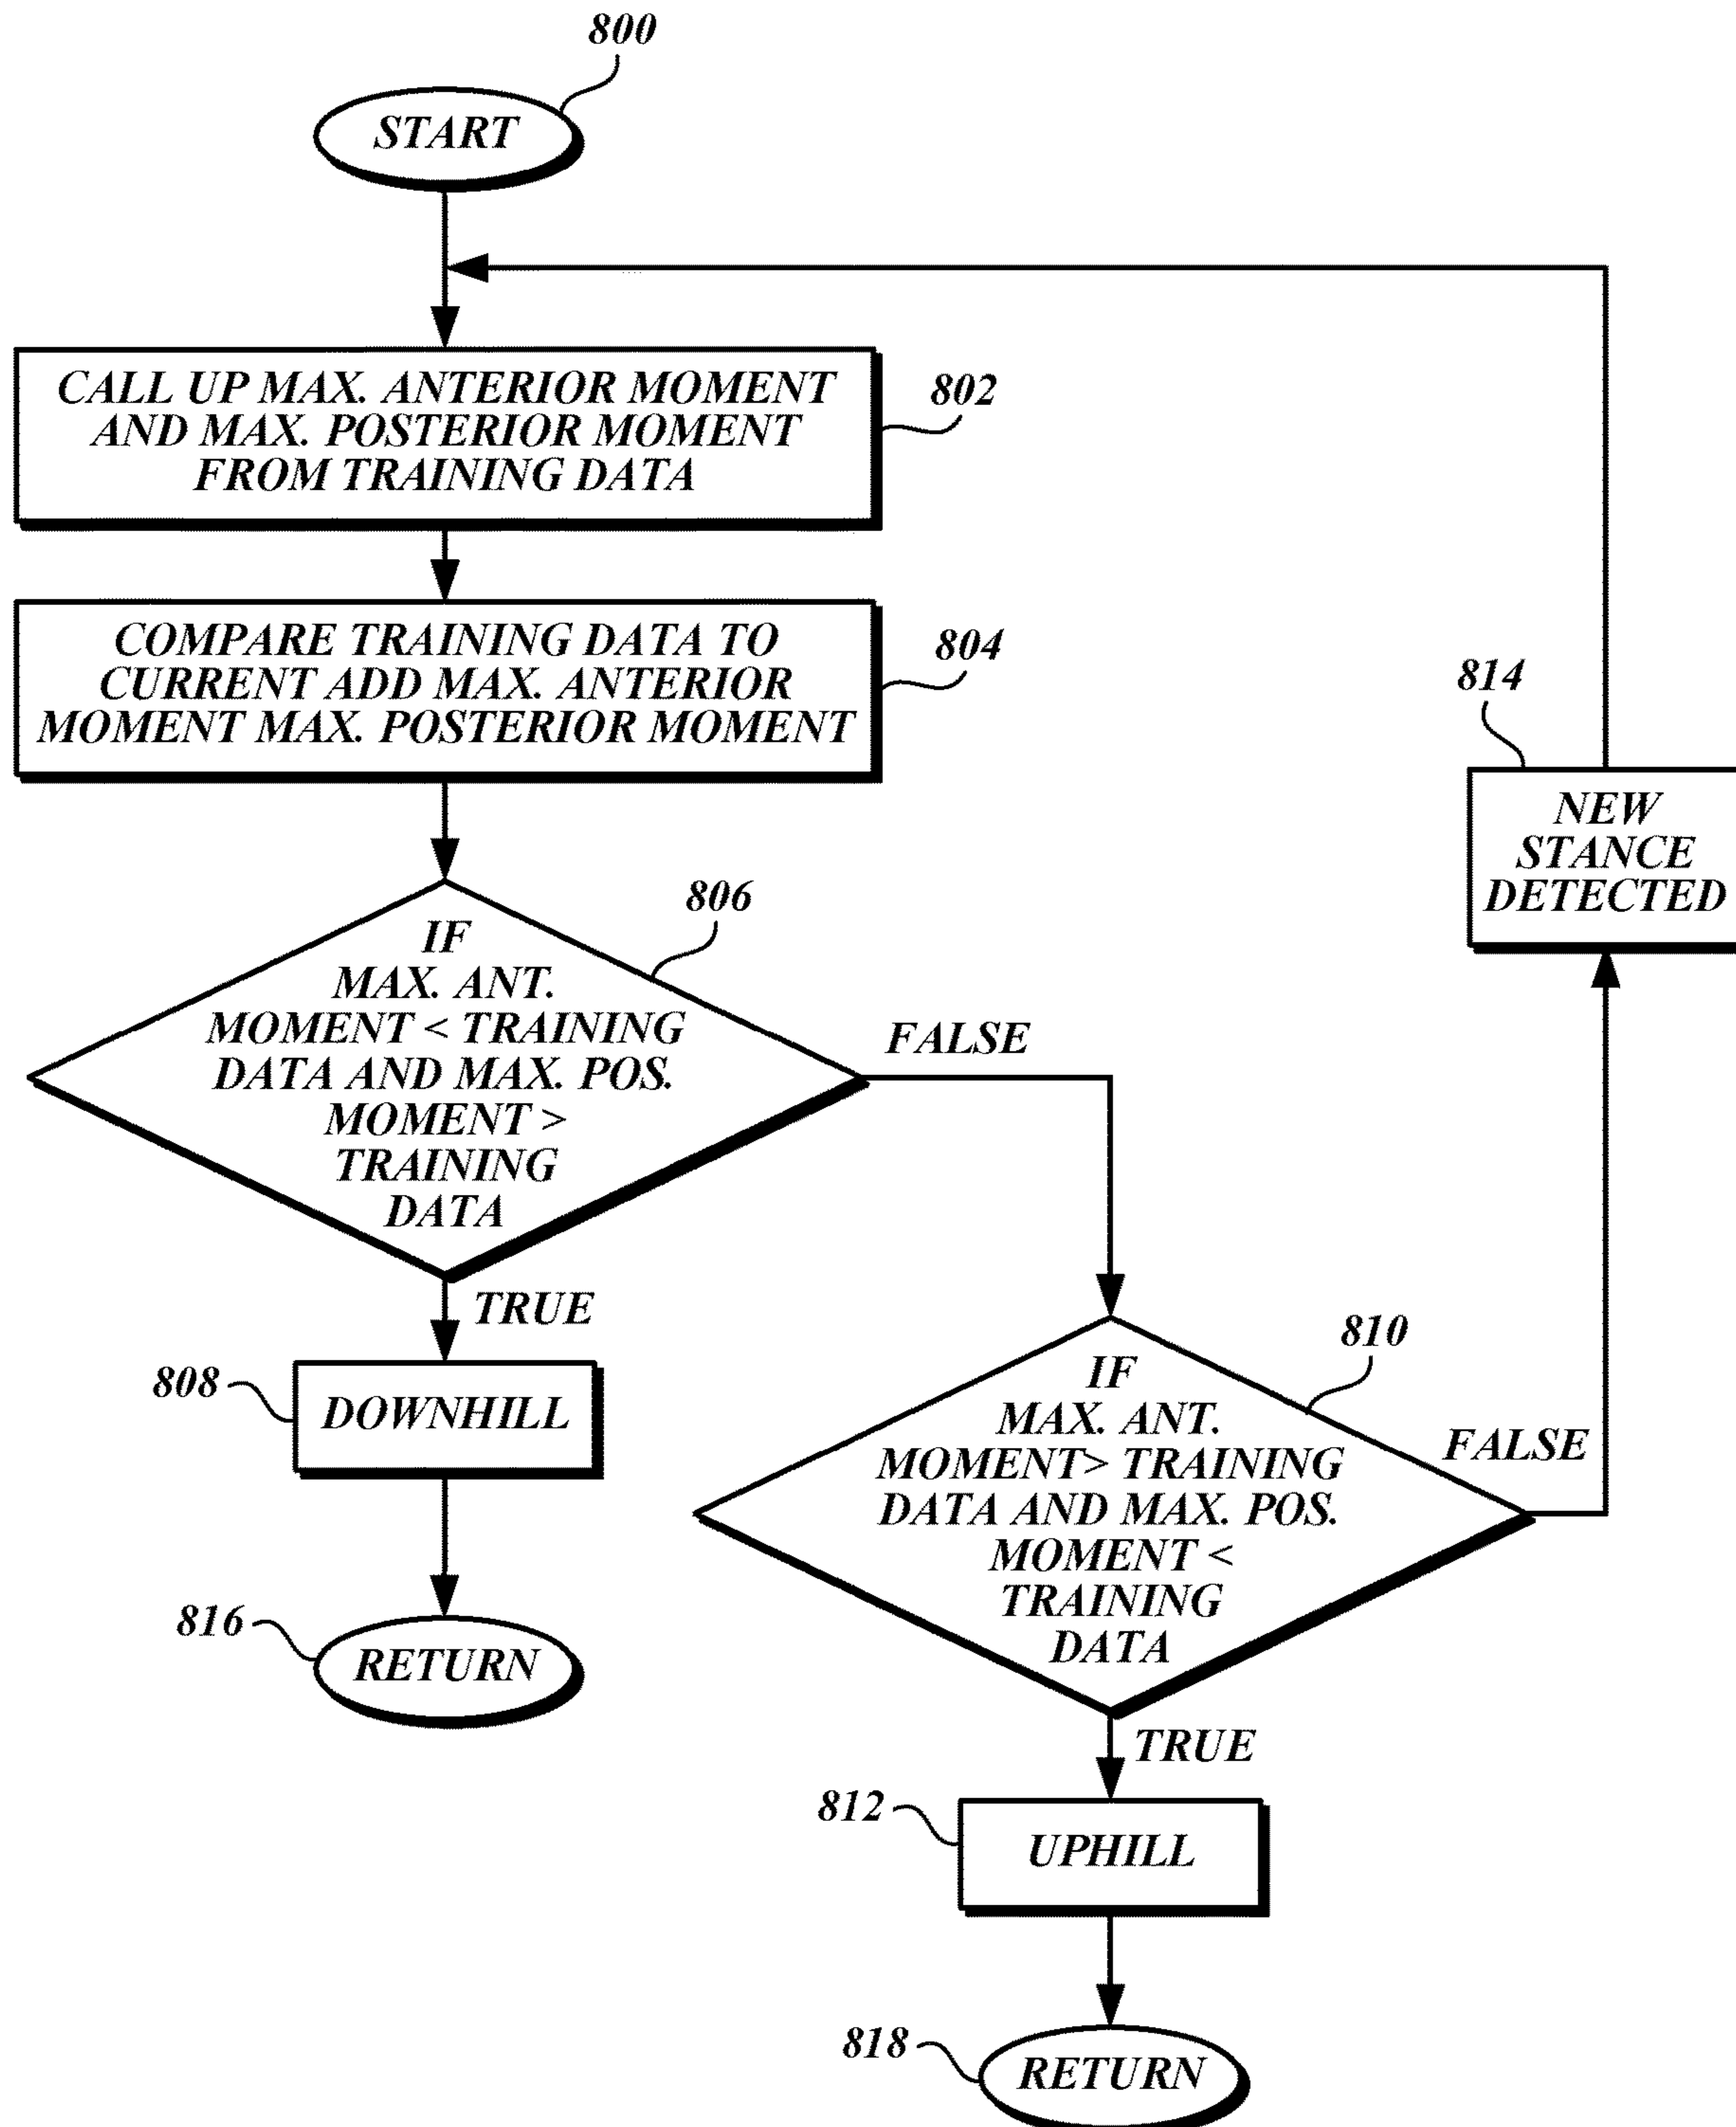 800
START
CALL UP MAX. ANTERIOR MOMENT
AND MAX. POSTERIOR MOMENT
FROM TRAINING DATA
802
COMPARE TRAINING DATA TO
CURRENT ADD MAX. ANTERIOR
MOMENT MAX. POSTERIOR MOMENT
804
814
NEW
STANCE
DETECTED
806
IF
MAX. ANT.
MOMENT < TRAINING
DATA AND MAX. POS.
MOMENT >
TRAINING
DATA
FALSE
TRUE
808
DOWNHILL
816
RETURN
810
IF
MAX. ANT.
MOMENT> TRAINING
DATA AND MAX. POS.
MOMENT <
TRAINING
DATA
FALSE
TRUE
812
UPHILL
818
RETURN